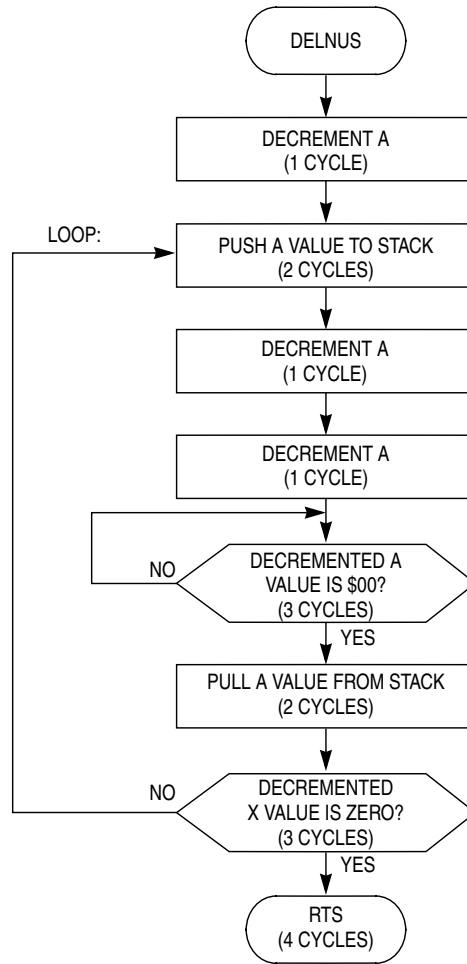 DELNUS
DECREMENT A
(1 CYCLE)
LOOP:
PUSH A VALUE TO STACK
(2 CYCLES)
DECREMENT A
(1 CYCLE)
DECREMENT A
(1 CYCLE)
NO
DECREMENTED A
VALUE IS $00?
(3 CYCLES)
YES
PULL A VALUE FROM STACK
(2 CYCLES)
NO
DECREMENTED
X VALUE IS ZERO?
(3 CYCLES)
YES
RTS
(4 CYCLES)